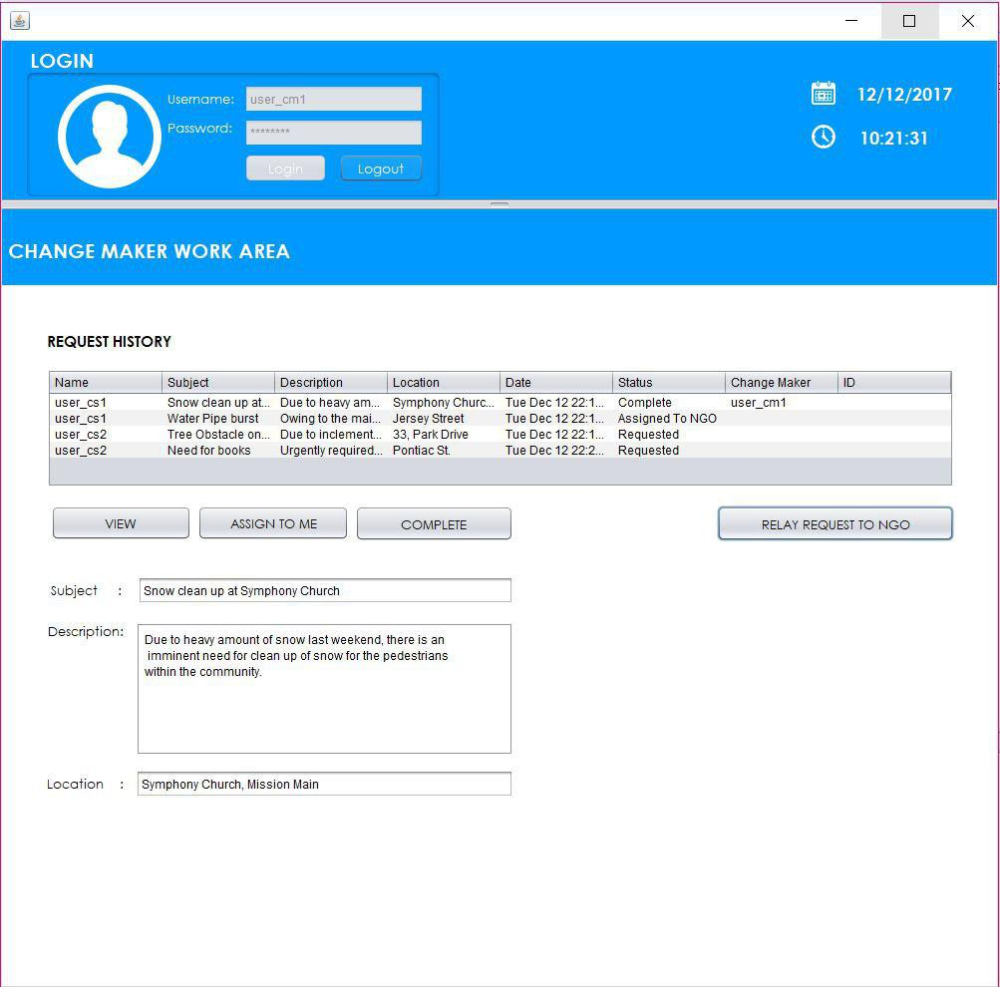 LOGIN
Username: user_cm1
Password: ********
Login Logout
12/12/2017
10:21:31
CHANGE MAKER WORK AREA
REQUEST HISTORY
Name Subject Description Location Date Status Change Maker ID
user_cs1 Snow clean up at... Due to heavy am... Symphony Churc... Tue Dec 12 22:1... Complete user_cm1
user_cs1 Water Pipe burst Owing to the mai... Jersey Street Tue Dec 12 22:1... Assigned To NGO
user_cs2 Tree Obstacle on... Due to inclement... 33, Park Drive Tue Dec 12 22:1... Requested
user_cs2 Need for books Urgently required... Pontiac St. Tue Dec 12 22:2... Requested
VIEW ASSIGN TO ME COMPLETE RELAY REQUEST TO NGO
Subject : Snow clean up at Symphony Church
Description: Due to heavy amount of snow last weekend, there is an
imminent need for clean up of snow for the pedestrians
within the community.
Location : Symphony Church, Mission Main